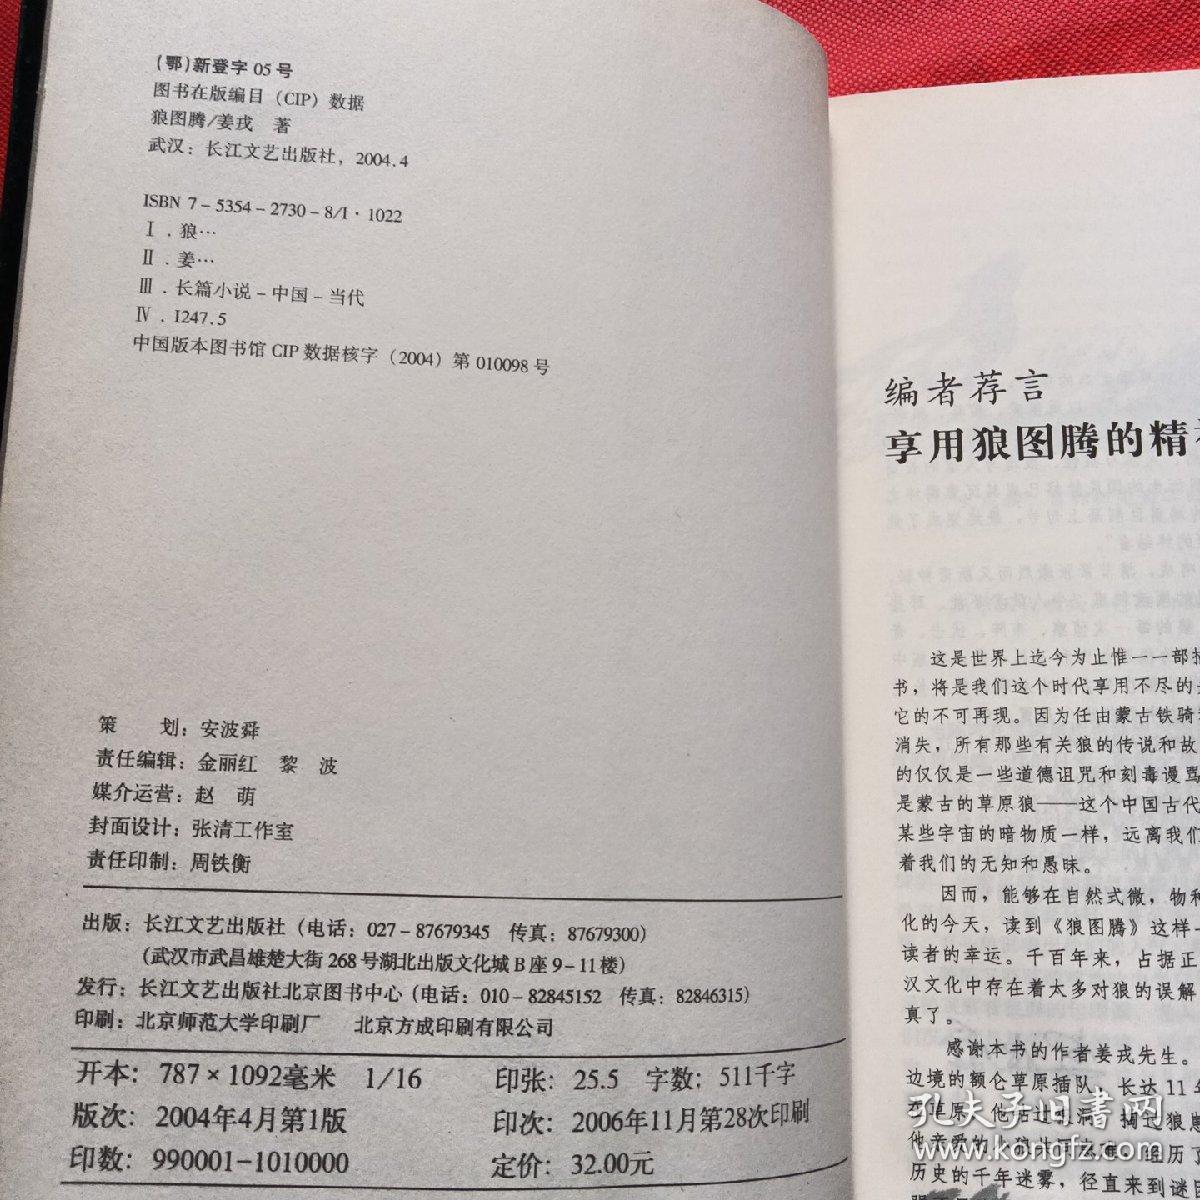 (鄂)新登字 05 号
图书在版编目（CIP）数据
狼图腾/姜戎 著
武汉：长江文艺出版社，2004.4
ISBN 7-5354-2730-8/I·1022
Ⅰ.狼…
Ⅱ.姜…
Ⅲ.长篇小说-中国-当代
Ⅳ.I247.5
中国版本图书馆 CIP 数据核字（2004）第 010098 号
策 划：安波舜
责任编辑：金丽红 黎 波
媒介运营：赵 萌
封面设计：张清工作室
责任印制：周铁衡
出版：长江文艺出版社（电话：027-87679345 传真：87679300）
(武汉市武昌雄楚大街 268 号湖北出版文化城 B 座 9-11 楼)
发行：长江文艺出版社北京图书中心（电话：010-82845152 传真：82846315）
印刷：北京师范大学印刷厂 北京方成印刷有限公司
开本：787×1092毫米 1/16 印张：25.5 字数：511千字
版次：2004年4月第1版 印次：2006年11月第28次印刷
印数：990001-1010000 定价：32.00元
编者荐言
享用狼图腾的精
这是世界上迄今为止惟一一部
书，将是我们这个时代享用不尽的
它的不可再现。因为任由蒙古铁骑
消失，所有那些有关狼的传说和故
的仅仅是一些道德诅咒和刻毒谩骂
是蒙古的草原狼——这个中国古代
某些宇宙的暗物质一样，远离我们
着我们的无知和愚昧。
因而，能够在自然式微，物种
化的今天，读到《狼图腾》这样一
读者的幸运。千百年来，占据正
汉文化中存在着太多对狼的误解
真了。
感谢本书的作者姜戎先生。
边境的额仑草原插队，长达 11 年
历史的千年迷雾，径直来到谜
孔夫子旧书网
kongfz.com